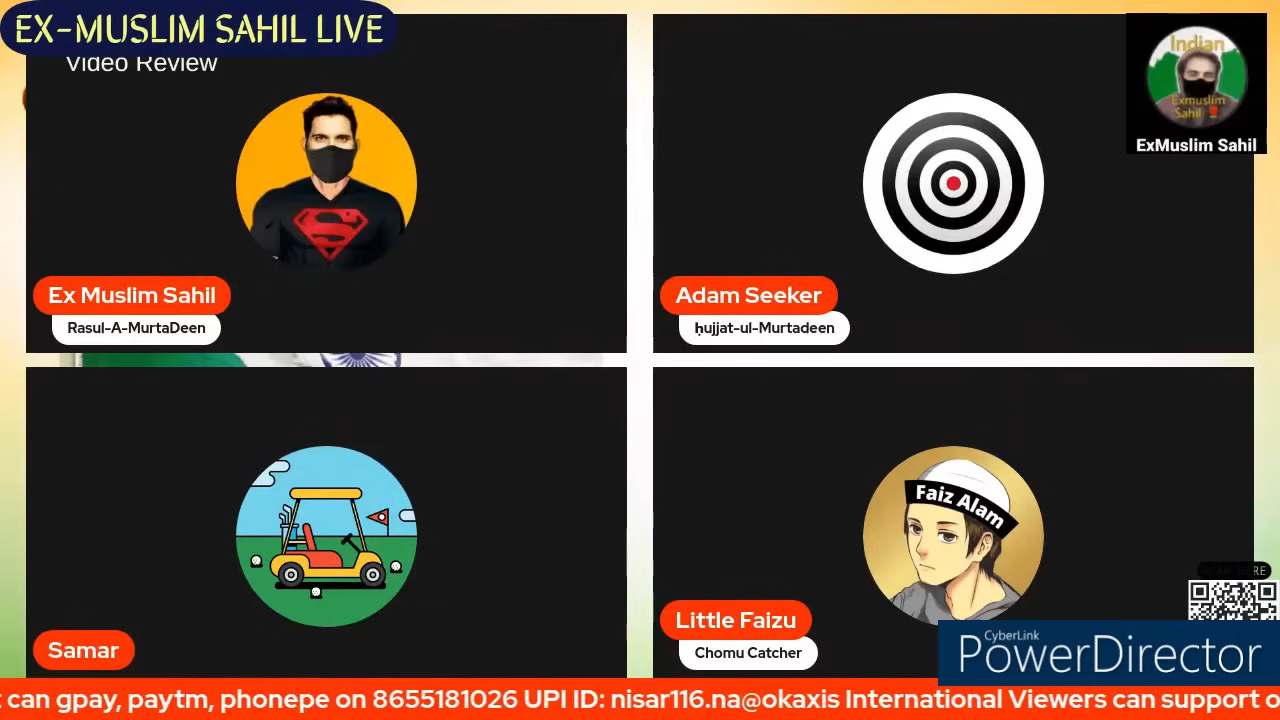 EX-MUSLIM SAHIL LIVE
Video Review
Indian
Exmuslim
Sahil
ExMuslim Sahil
Ex Muslim Sahil
Rasul-A-MurtaDeen
Adam Seeker
ḥujjat-ul-Murtadeen
Faiz Alam
Samar
Little Faizu
Chomu Catcher
CyberLink
PowerDirector
can gpay, paytm, phonepe on 8655181026 UPI ID: nisar116.na@okaxis International Viewers can support